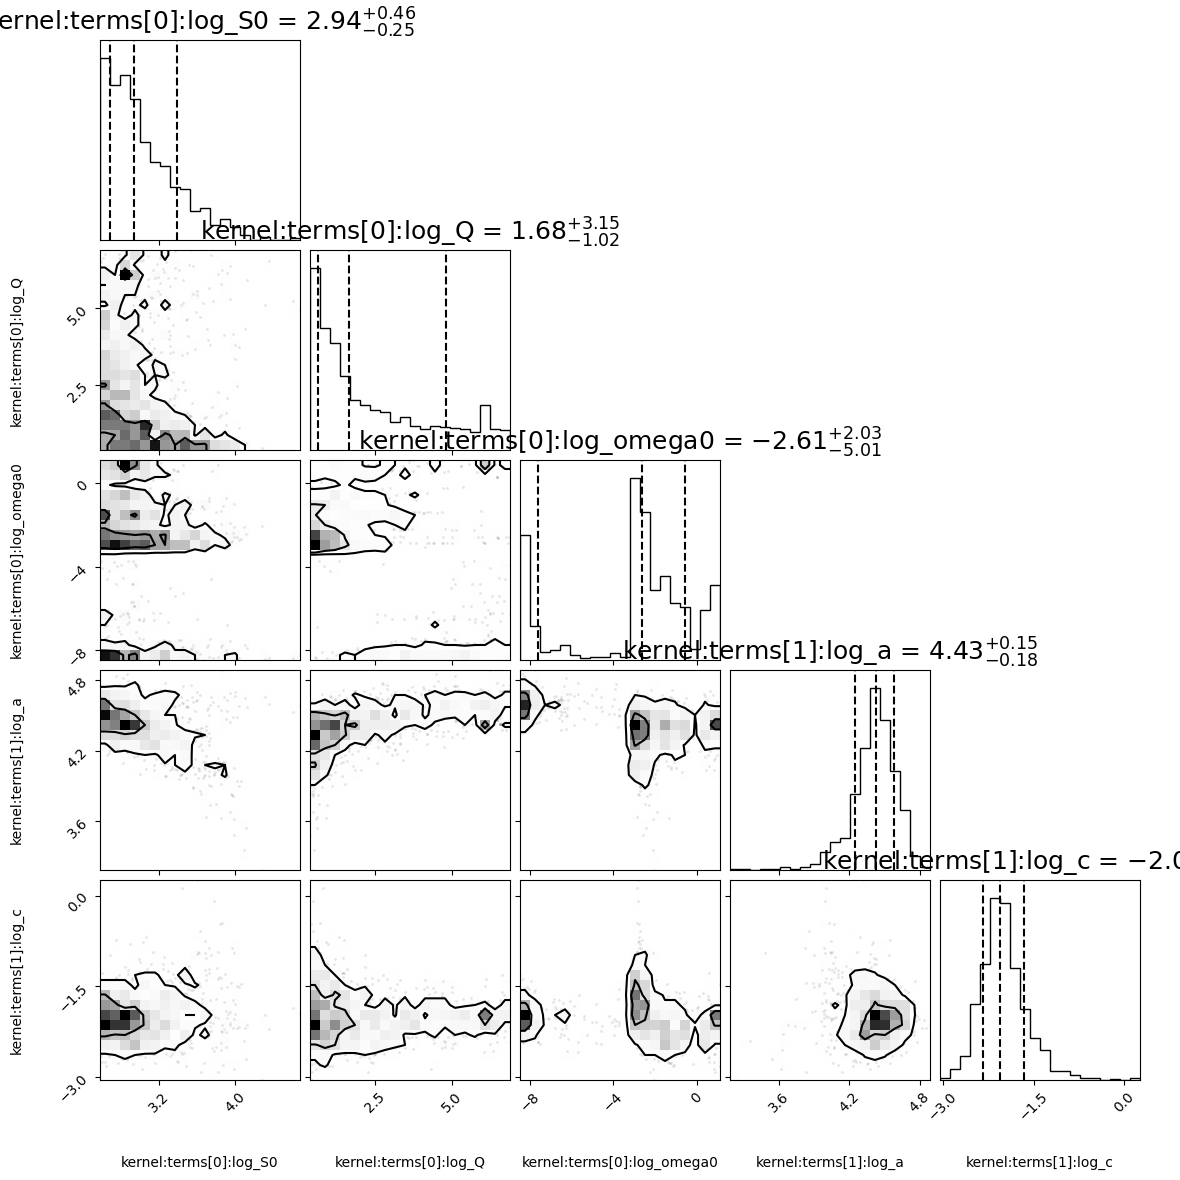 ernel:terms[0]:log_S0 = 2.94+0.46−0.25
kernel:terms[0]:log_Q = 1.68+3.15−1.02
kernel:terms[0]:log_Q
5.0
2.5
kernel:terms[0]:log_omega0 = −2.61+2.03−5.01
kernel:terms[0]:log_omega0
0
−4
−8
kernel:terms[1]:log_a = 4.43+0.15−0.18
kernel:terms[1]:log_a
4.8
4.2
3.6
kernel:terms[1]:log_c = −2.0
kernel:terms[1]:log_c
0.0
−1.5
−3.0
3.2 4.0 2.5 5.0 −8 −4 0 3.6 4.2 4.8 −3.0 −1.5 0.0
kernel:terms[0]:log_S0 kernel:terms[0]:log_Q kernel:terms[0]:log_omega0 kernel:terms[1]:log_a kernel:terms[1]:log_c